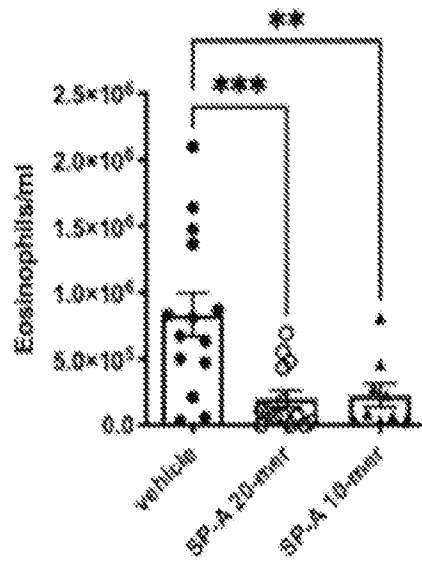 **
***
2.5×10⁶
2.0×10⁶
1.5×10⁶
1.0×10⁶
5.0×10⁵
0.0
Eosinophils/ml
vehicle
SP-A 20-mer
SP-A 10-mer